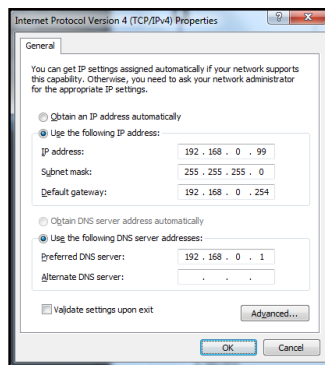 Internet Protocol Version 4 (TCP/IPv4) Properties
General
You can get IP settings assigned automatically if your network supports
this capability. Otherwise, you need to ask your network administrator
for the appropriate IP settings.
Obtain an IP address automatically
Use the following IP address:
IP address: 192 . 168 . 0 . 99
Subnet mask: 255 . 255 . 255 . 0
Default gateway: 192 . 168 . 0 . 254
Obtain DNS server address automatically
Use the following DNS server addresses:
Preferred DNS server: 192 . 168 . 0 . 1
Alternate DNS server: . . .
Validate settings upon exit
Advanced...
OK Cancel